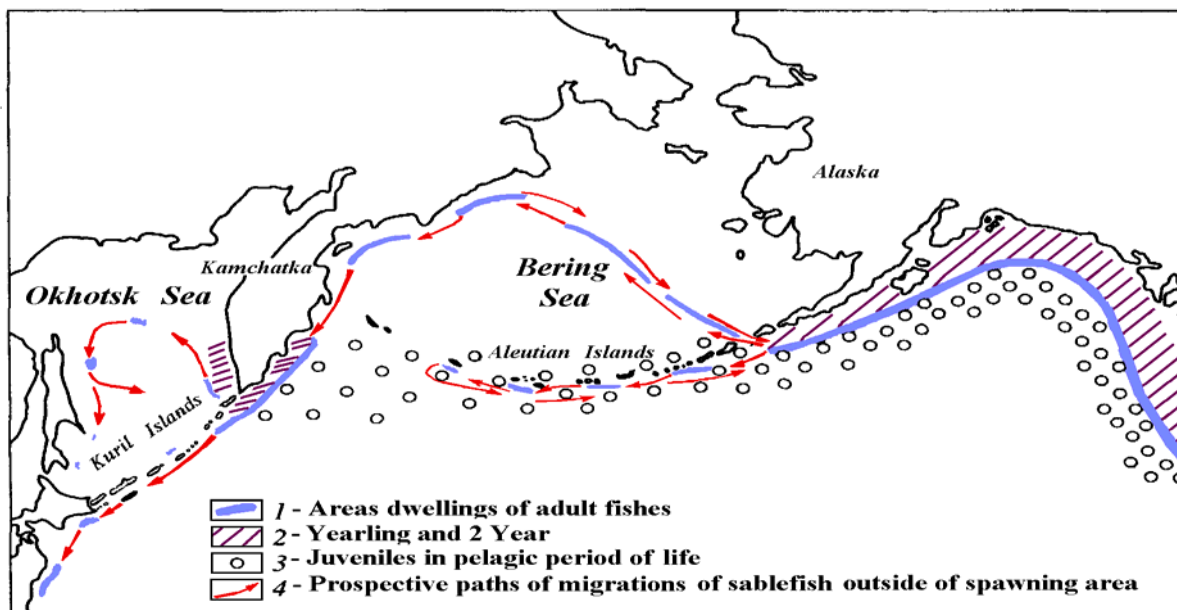 Alaska
Bering
Sea
Kamchatka
Okhotsk Sea
Aleutian Islands
Kuril Islands
1 - Areas dwellings of adult fishes
2 - Yearling and 2 Year
3 - Juveniles in pelagic period of life
4 - Prospective paths of migrations of sablefish outside of spawning area